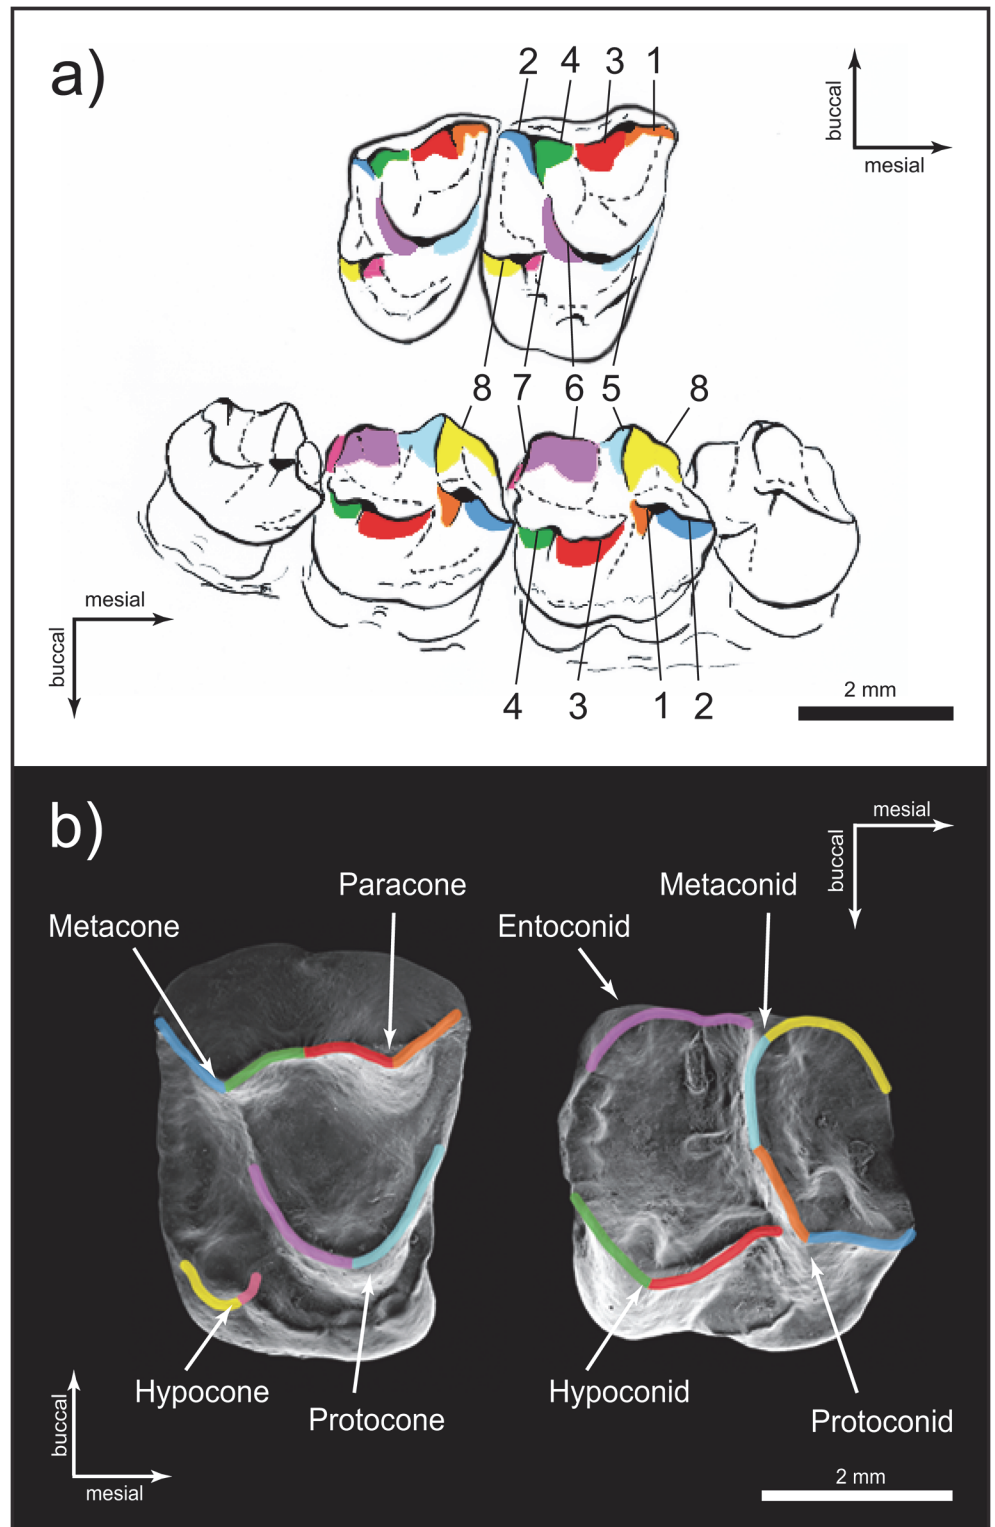 a)
2 4 3 1
buccal
mesial
8 7 6 5 8
mesial
buccal
4 3 1 2
2 mm
b)
mesial
buccal
Paracone
Metaconid
Metacone
Entoconid
Hypocone
Hypoconid
Protocone
Protoconid
buccal
mesial
2 mm